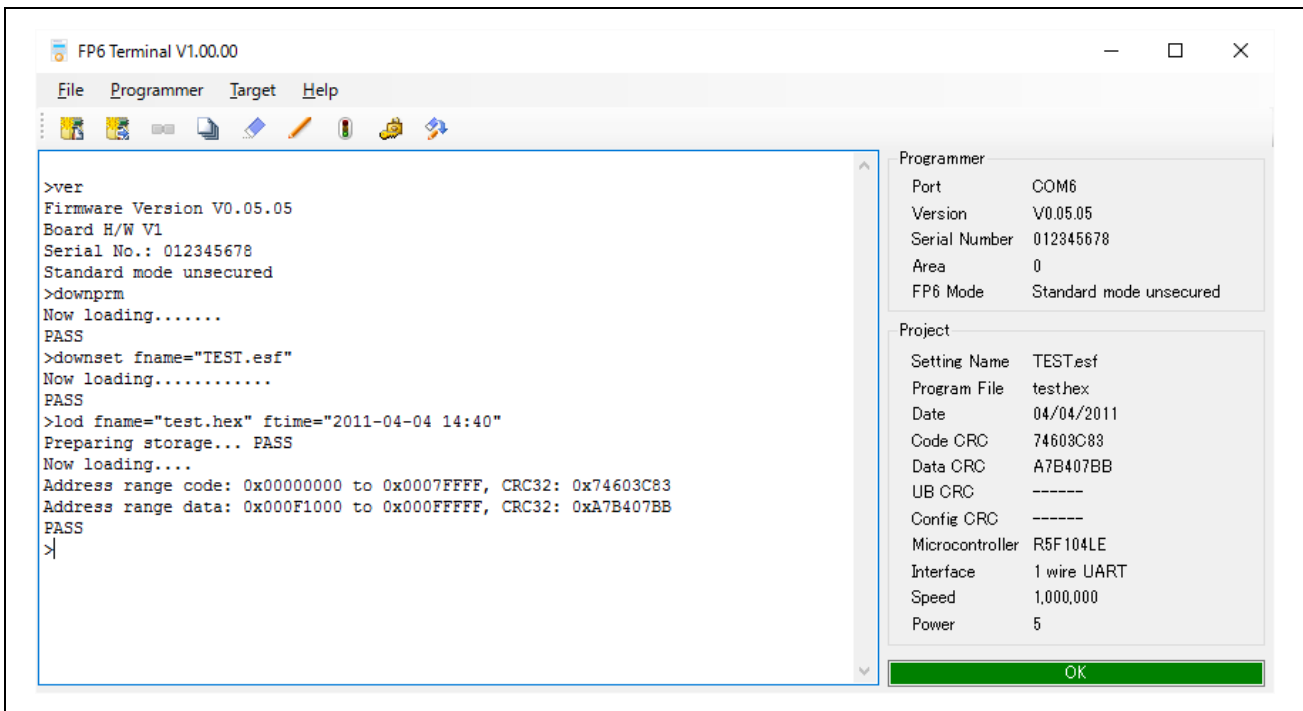 FP6 Terminal V1.00.00
File Programmer Target Help
>ver
Firmware Version V0.05.05
Board H/W V1
Serial No.: 012345678
Standard mode unsecured
>downprm
Now loading.......
PASS
>downset fname="TEST.esf"
Now loading............
PASS
>lod fname="test.hex" ftime="2011-04-04 14:40"
Preparing storage... PASS
Now loading....
Address range code: 0x00000000 to 0x0007FFFF, CRC32: 0x74603C83
Address range data: 0x000F1000 to 0x000FFFFF, CRC32: 0xA7B407BB
PASS
>
Programmer
Port COM6
Version V0.05.05
Serial Number 012345678
Area 0
FP6 Mode Standard mode unsecured
Project
Setting Name TEST.esf
Program File test.hex
Date 04/04/2011
Code CRC 74603C83
Data CRC A7B407BB
UB CRC ------
Config CRC ------
Microcontroller R5F104LE
Interface 1 wire UART
Speed 1,000,000
Power 5
OK